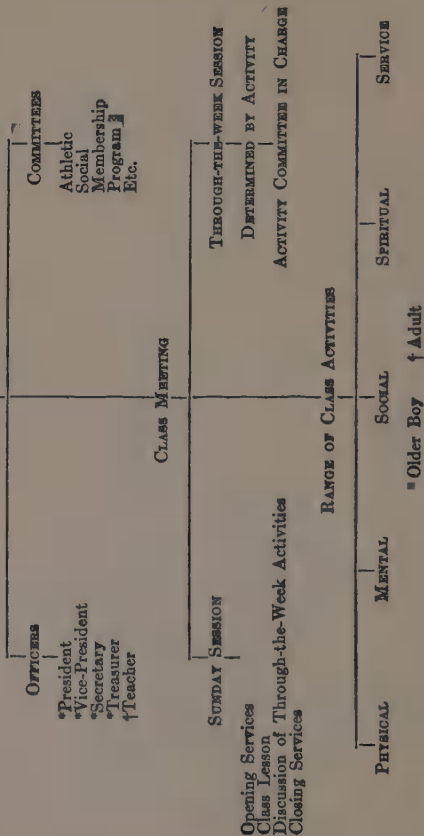 OFFICERS
*President
*Vice-President
*Secretary
*Treasurer
†Teacher
COMMITTEES
Athletic
Social
Membership
Program
Etc.
CLASS MEETING
SUNDAY SESSION
Opening Services
Class Lesson
Discussion of Through-the-Week Activities
Closing Services
THROUGH-THE-WEEK SESSION
DETERMINED BY ACTIVITY
ACTIVITY COMMITTEE IN CHARGE
RANGE OF CLASS ACTIVITIES
PHYSICAL MENTAL SOCIAL SPIRITUAL SERVICE
* Older Boy † Adult